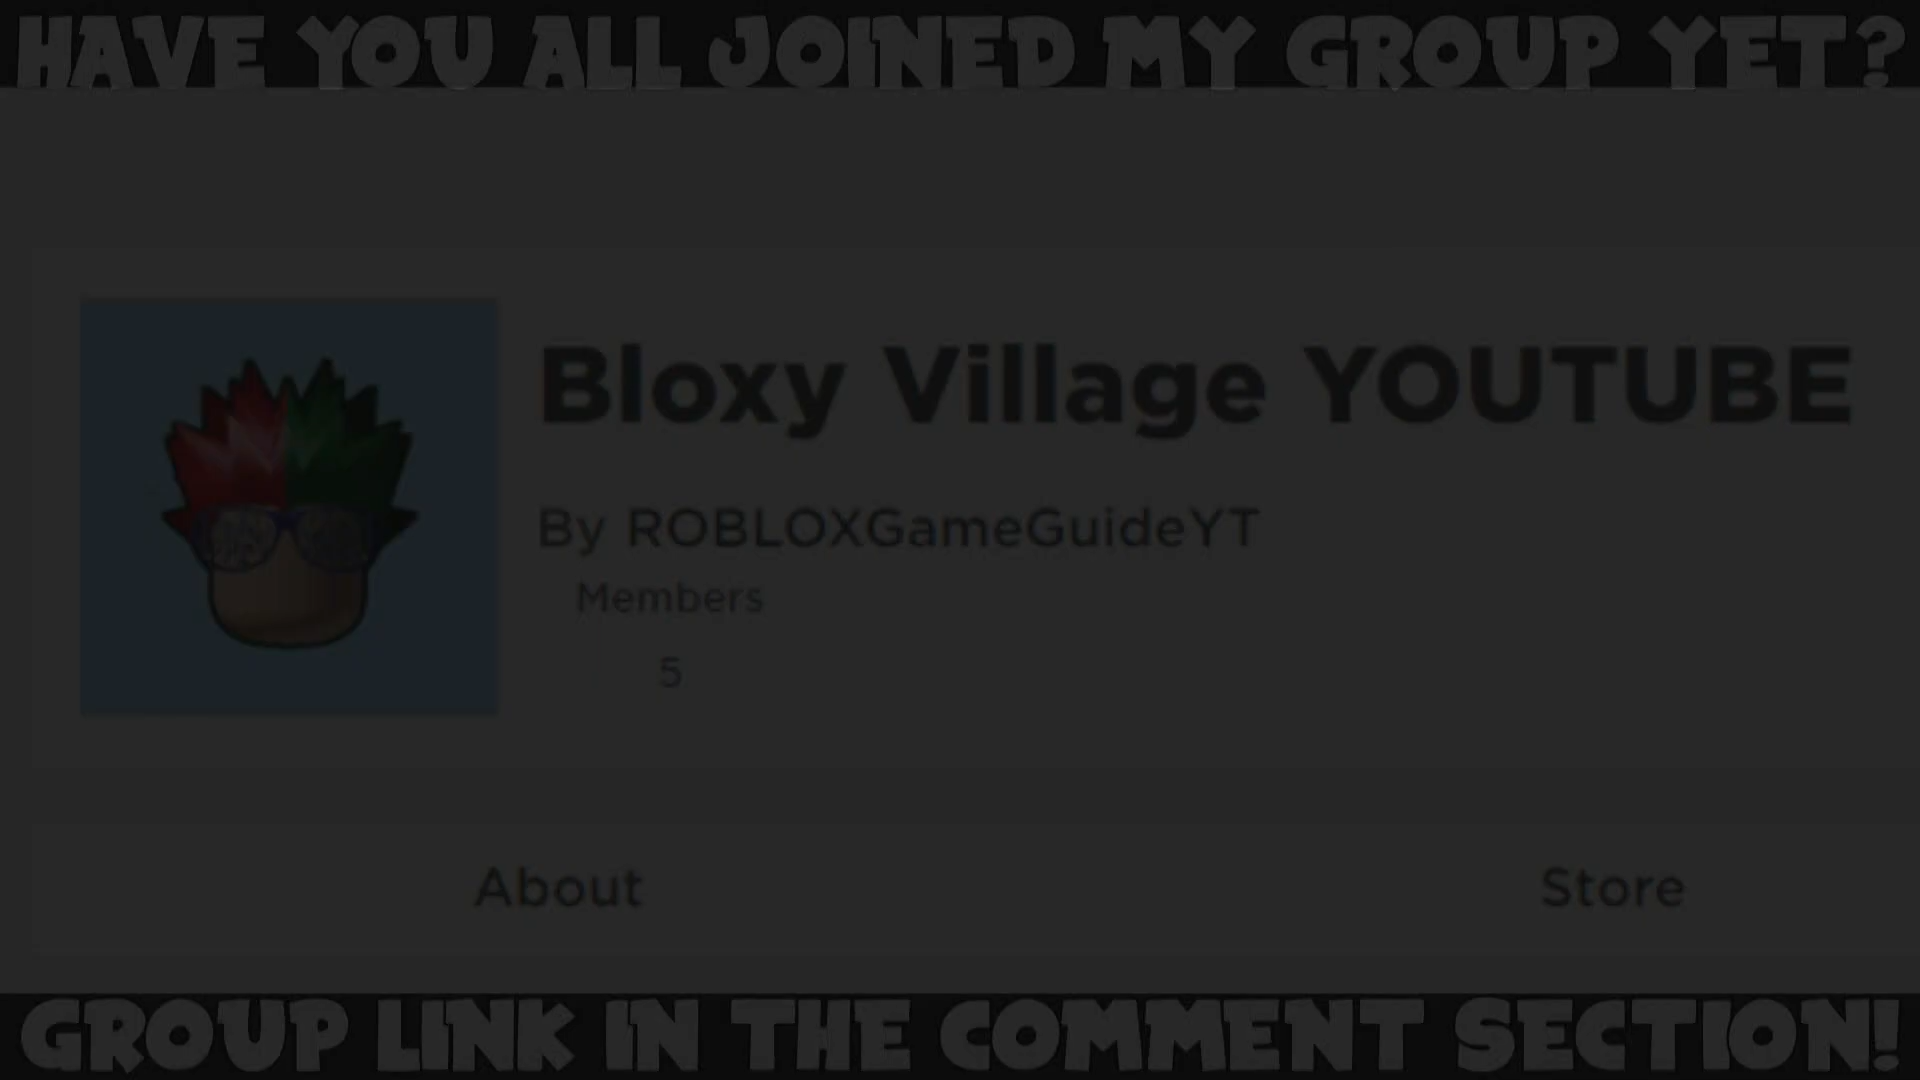 HAVE YOU ALL JOINED MY GROUP YET?
Bloxy Village YOUTUBE
By ROBLOXGameGuideYT
Members
5
About
Store
GROUP LINK IN THE COMMENT SECTION!